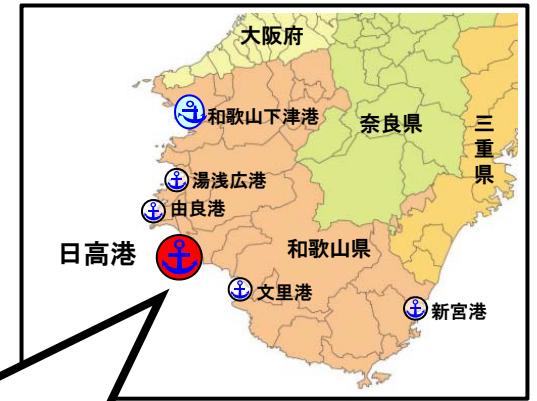 大阪府
和歌山下津港
奈良県
三重県
湯浅広港
由良港
日高港
和歌山県
文里港
新宮港